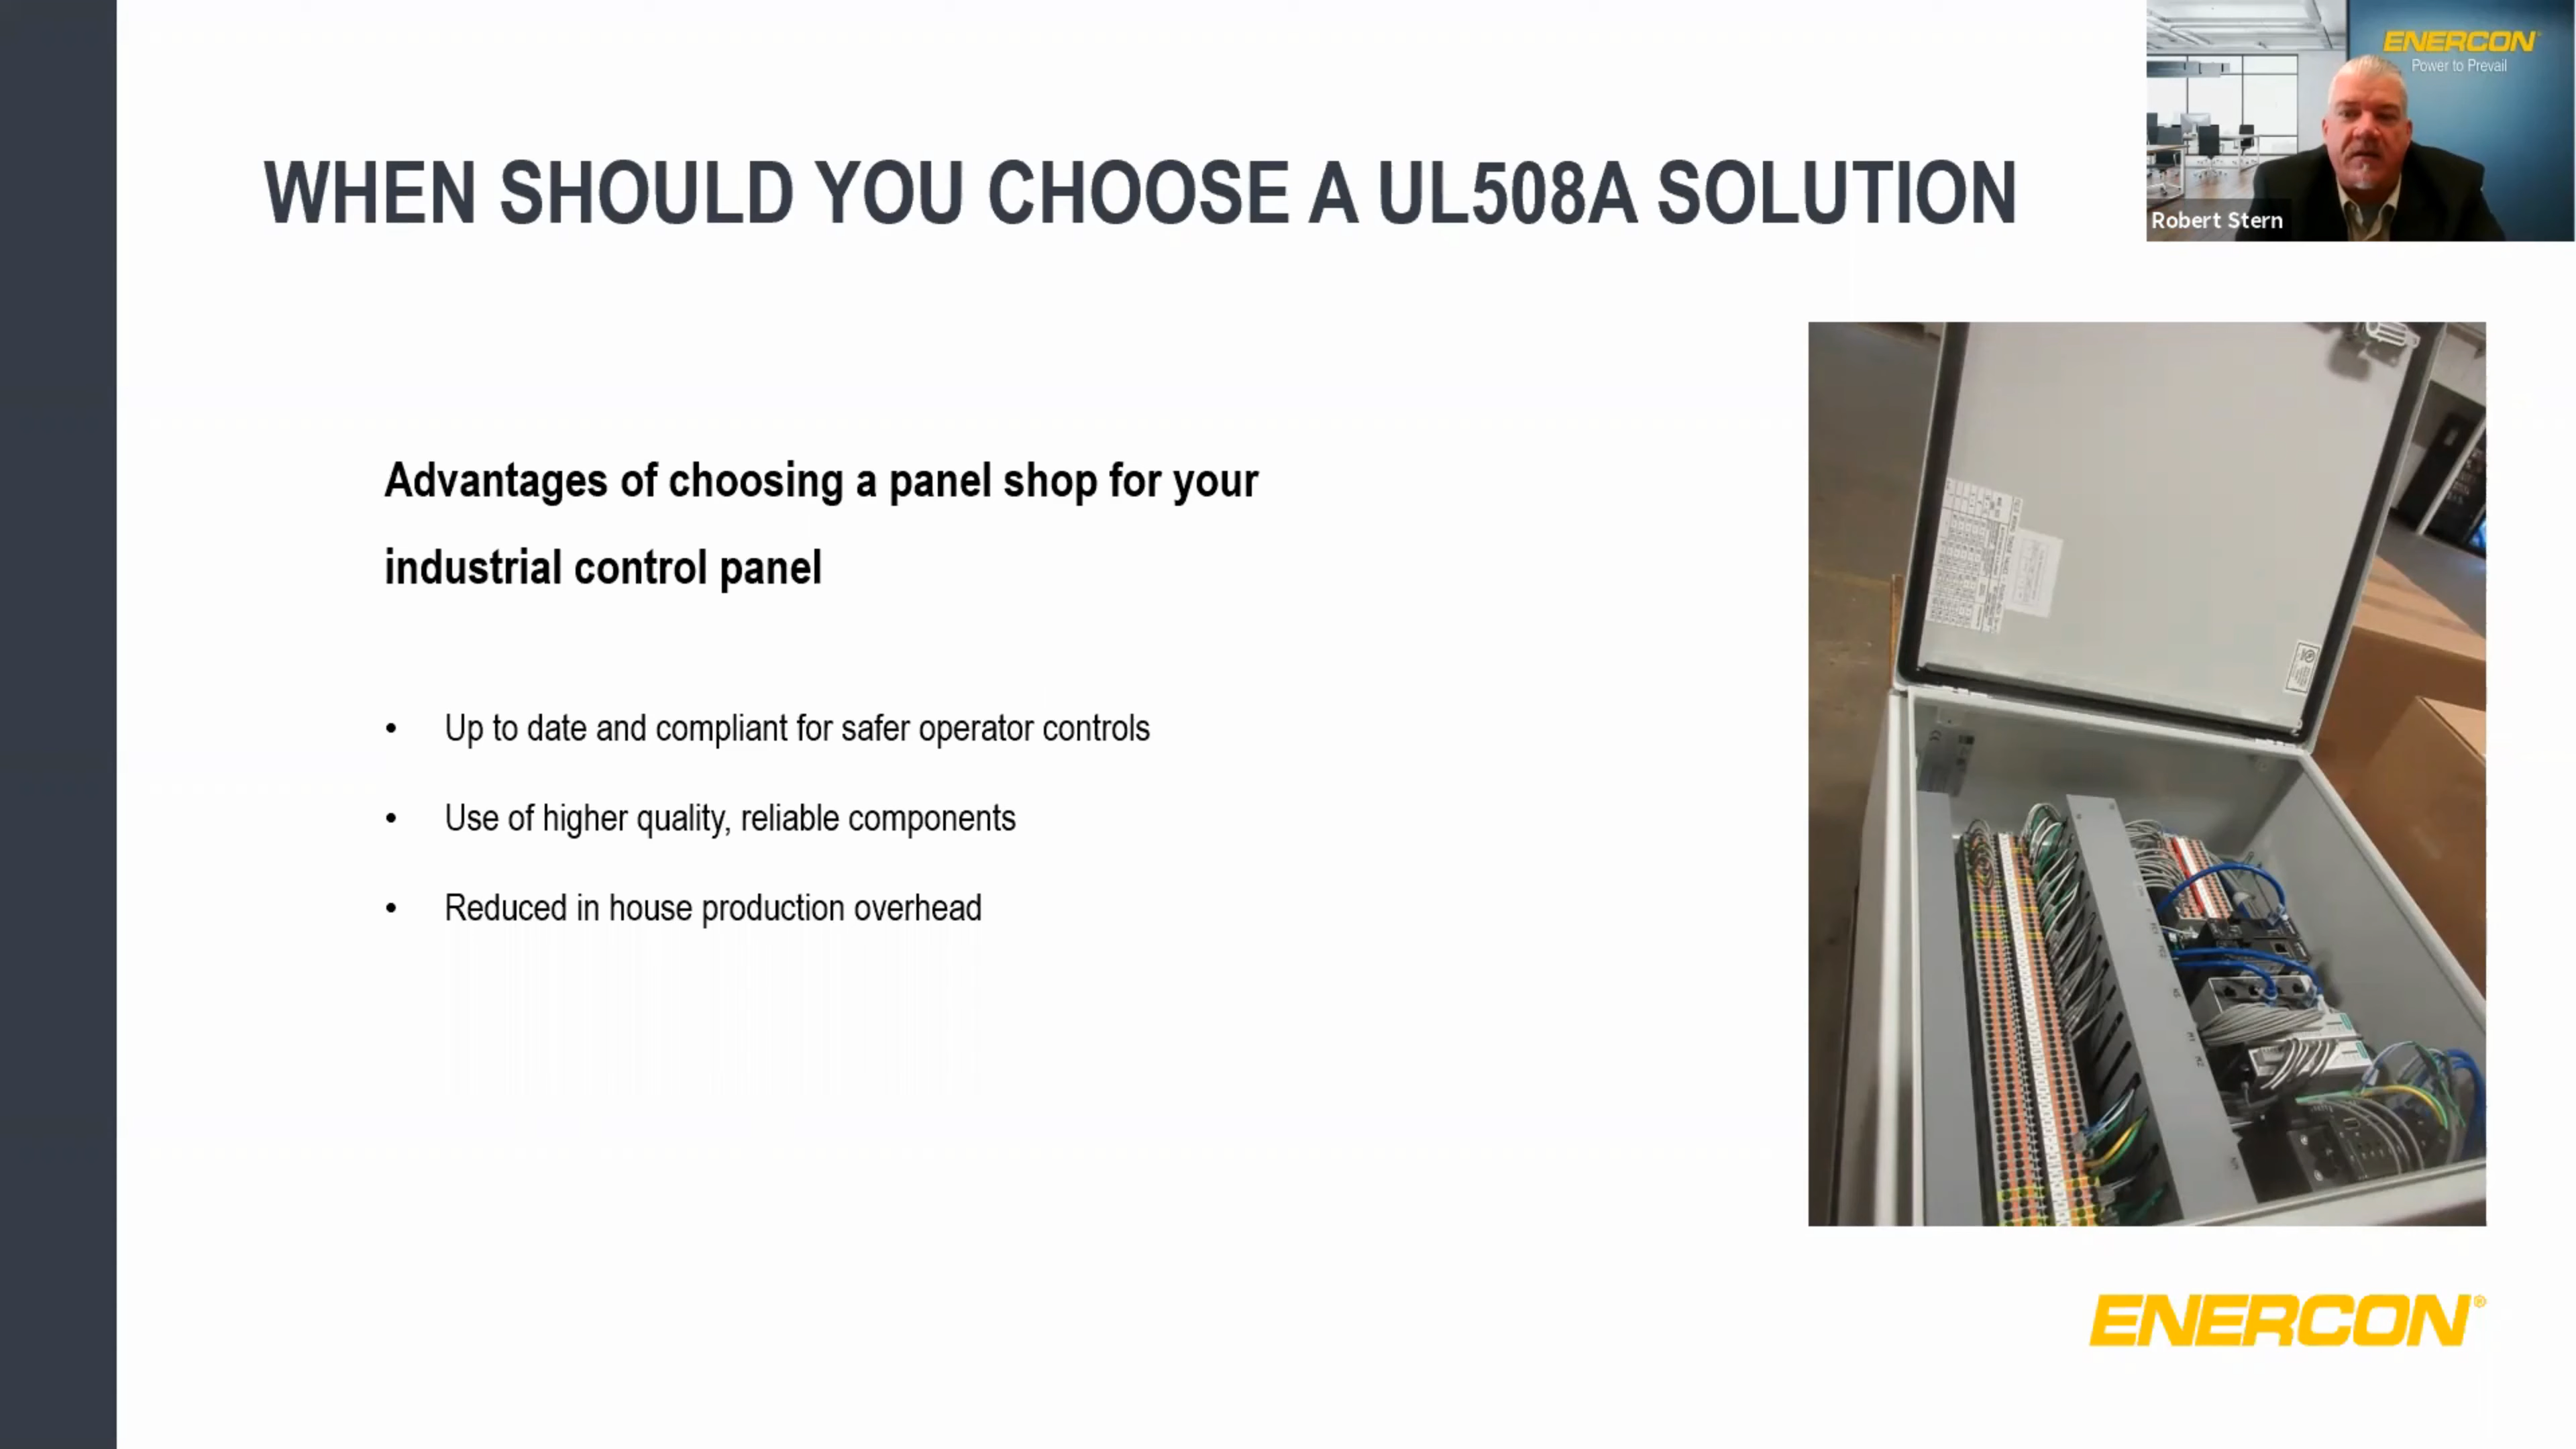 ENERCON®
Power to Prevail
Robert Stern
WHEN SHOULD YOU CHOOSE A UL508A SOLUTION
Advantages of choosing a panel shop for your
industrial control panel
• Up to date and compliant for safer operator controls
• Use of higher quality, reliable components
• Reduced in house production overhead
ENERCON®